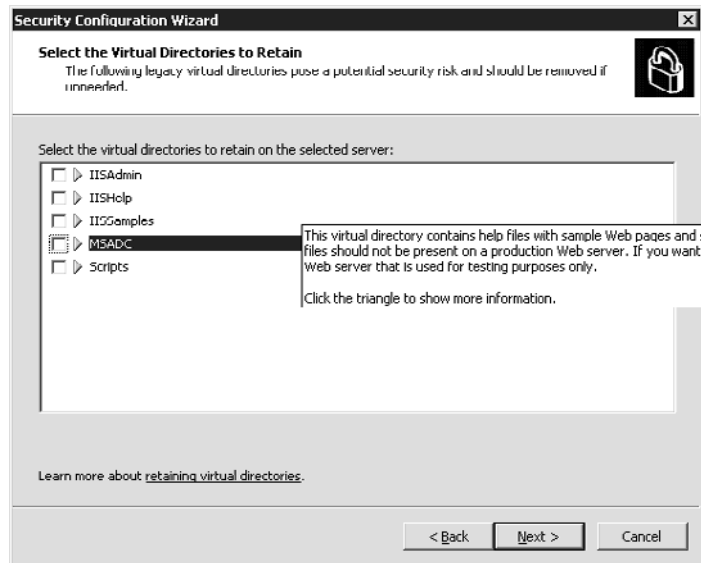 Security Configuration Wizard
Select the Virtual Directories to Retain
The following legacy virtual directories pose a potential security risk and should be removed if
unneeded.
Select the virtual directories to retain on the selected server:
IISAdmin
IISHelp
IISSamples
MSADC
Scripts
This virtual directory contains help files with sample Web pages and s
files should not be present on a production Web server. If you want
Web server that is used for testing purposes only.
Click the triangle to show more information.
Learn more about retaining virtual directories.
< Back
Next >
Cancel